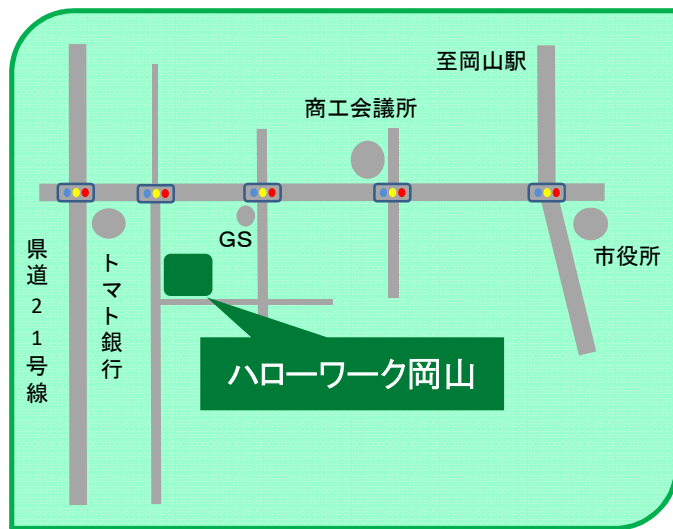 至岡山駅
商工会議所
GS
市役所
県道21号線
トマト銀行
ハローワーク岡山